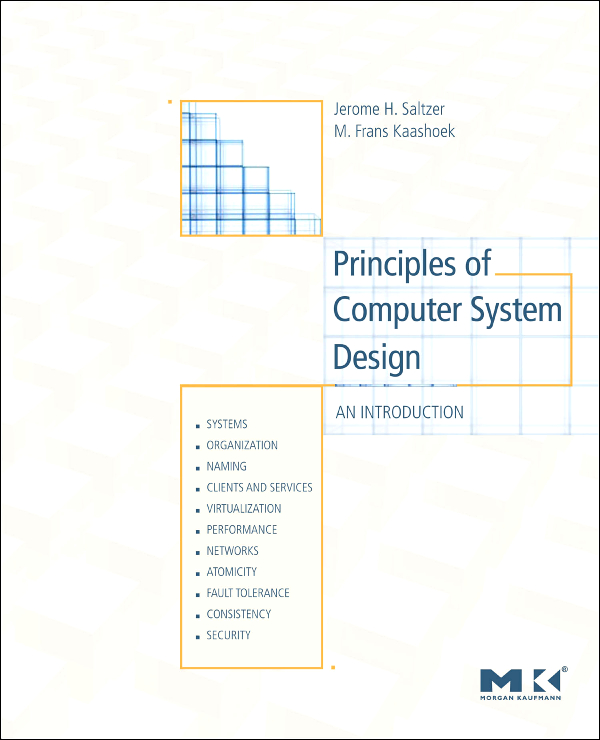 Jerome H. Saltzer
M. Frans Kaashoek
Principles of
Computer System
Design
AN INTRODUCTION
▪ SYSTEMS
▪ ORGANIZATION
▪ NAMING
▪ CLIENTS AND SERVICES
▪ VIRTUALIZATION
▪ PERFORMANCE
▪ NETWORKS
▪ ATOMICITY
▪ FAULT TOLERANCE
▪ CONSISTENCY
▪ SECURITY
MK®
MORGAN KAUFMANN